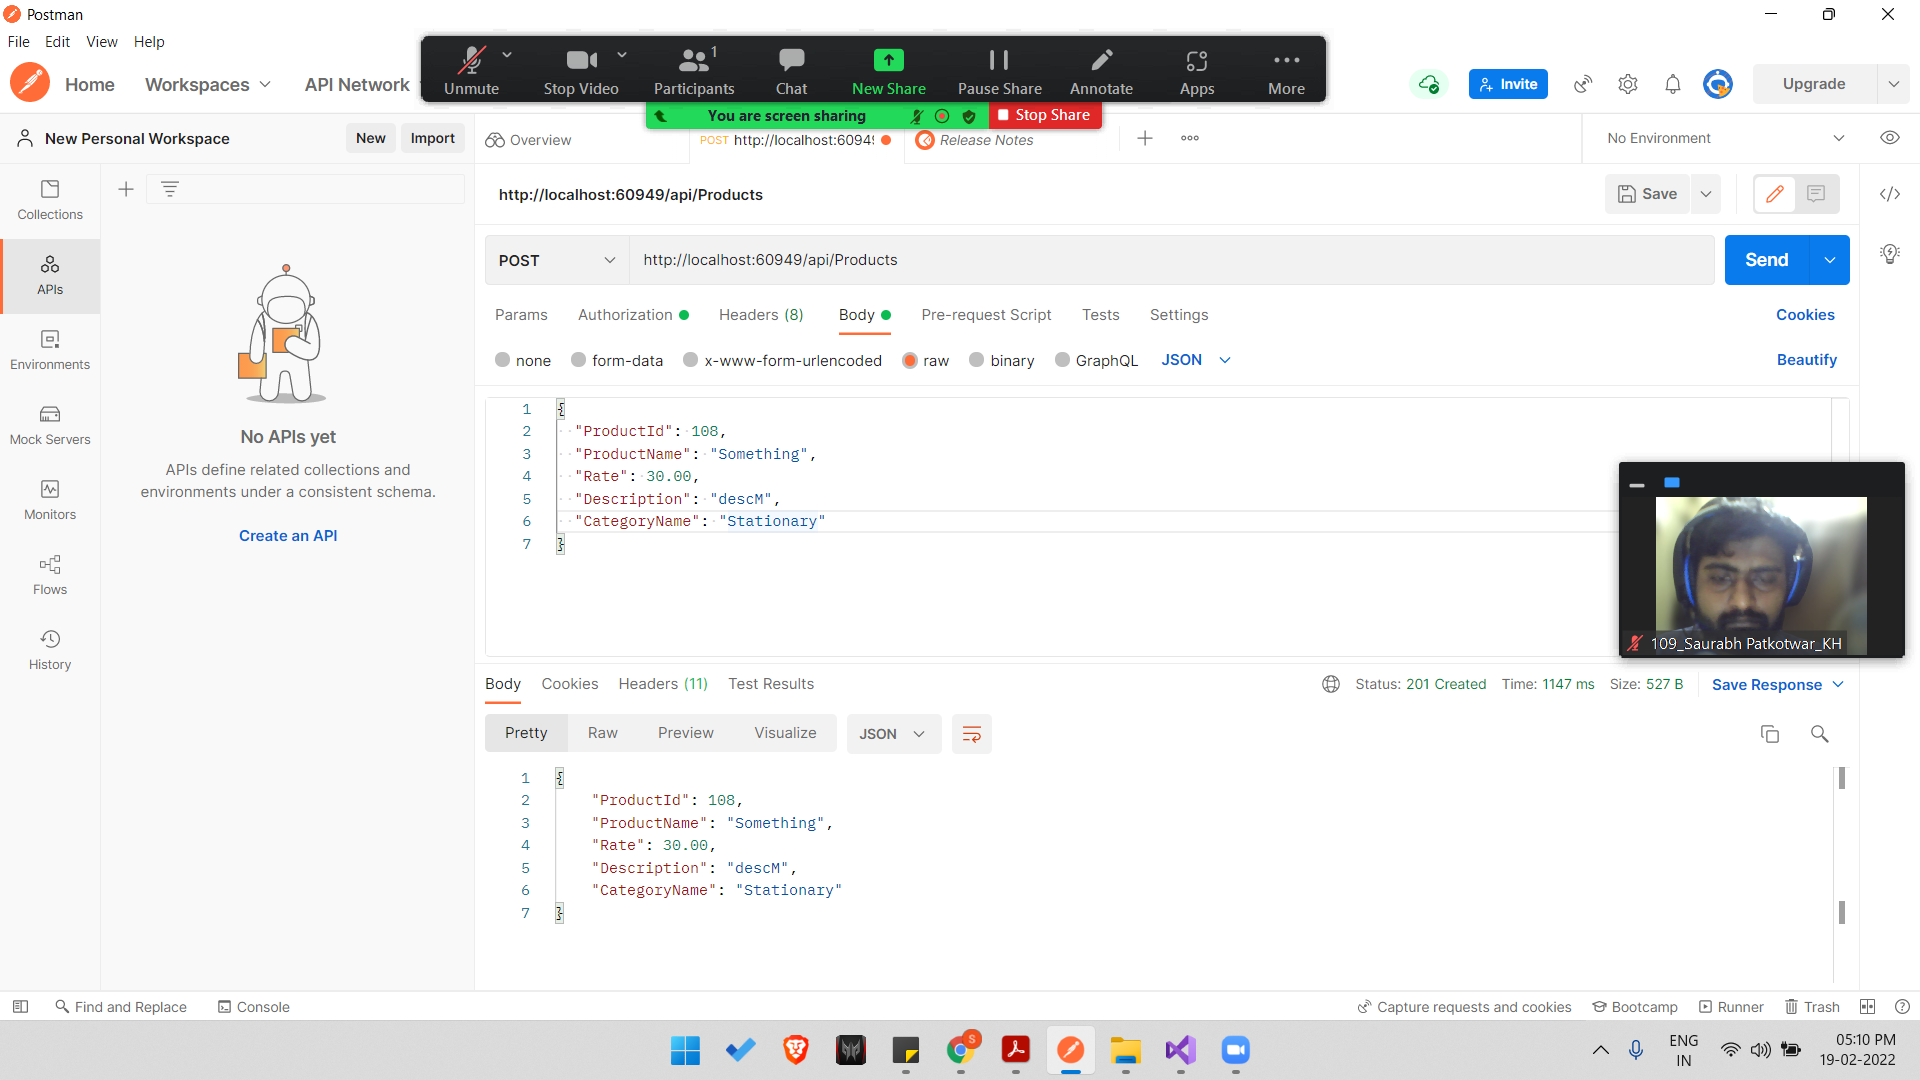 Postman
File Edit View Help
Home Workspaces API Network
Unmute Stop Video Participants 1 Chat New Share Pause Share Annotate Apps More
Invite Upgrade
You are screen sharing Stop Share
New Personal Workspace New Import
Overview POST http://localhost:6094 Release Notes No Environment
Collections
APIs
Environments
Mock Servers
Monitors
Flows
History
No APIs yet
APIs define related collections and
environments under a consistent schema.
Create an API
http://localhost:60949/api/Products Save
POST http://localhost:60949/api/Products Send
Params Authorization Headers (8) Body Pre-request Script Tests Settings Cookies
none form-data x-www-form-urlencoded raw binary GraphQL JSON Beautify
1 {
2 "ProductId": 108,
3 "ProductName": "Something",
4 "Rate": 30.00,
5 "Description": "descM",
6 "CategoryName": "Stationary"
7 }
109_Saurabh Patkotwar_KH
Body Cookies Headers (11) Test Results Status: 201 Created Time: 1147 ms Size: 527 B Save Response
Pretty Raw Preview Visualize JSON
1 {
2 "ProductId": 108,
3 "ProductName": "Something",
4 "Rate": 30.00,
5 "Description": "descM",
6 "CategoryName": "Stationary"
7 }
Find and Replace Console Capture requests and cookies Bootcamp Runner Trash
S
ENG
IN
05:10 PM
19-02-2022